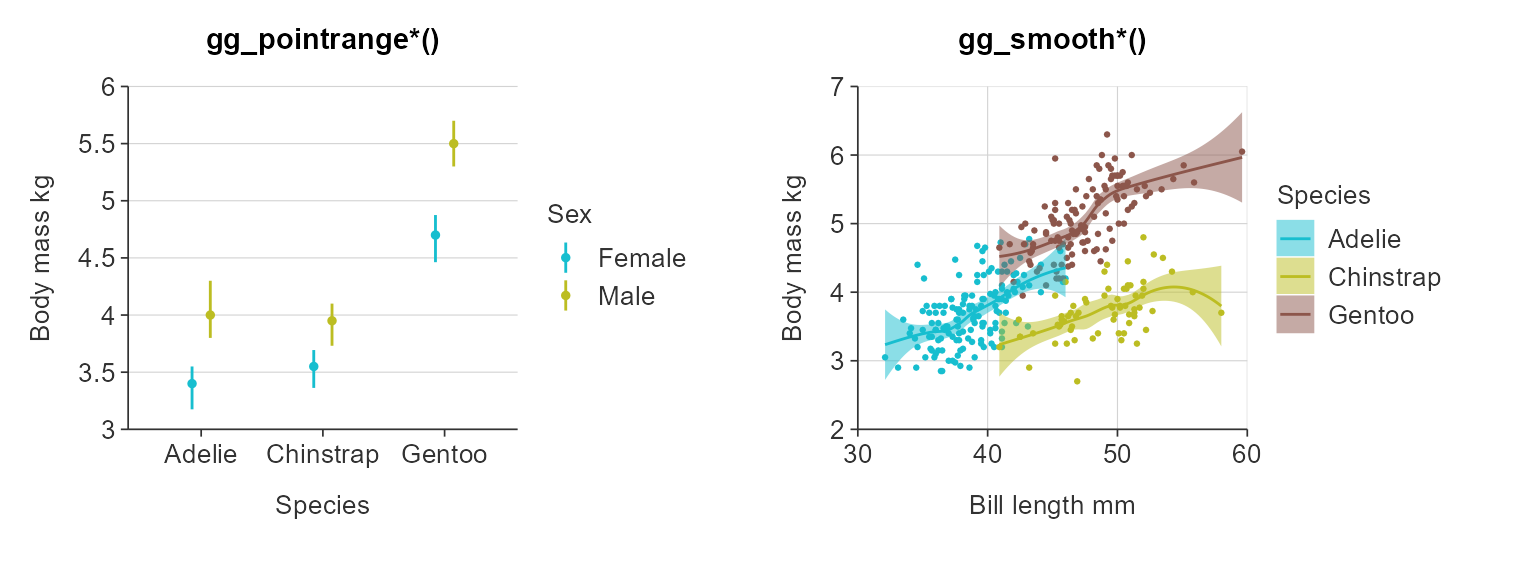 gg_pointrange*()
Body mass kg
6
5.5
5
4.5
4
3.5
3
Adelie Chinstrap Gentoo
Species
Sex
Female
Male
gg_smooth*()
Body mass kg
7
6
5
4
3
2
30 40 50 60
Bill length mm
Species
Adelie
Chinstrap
Gentoo